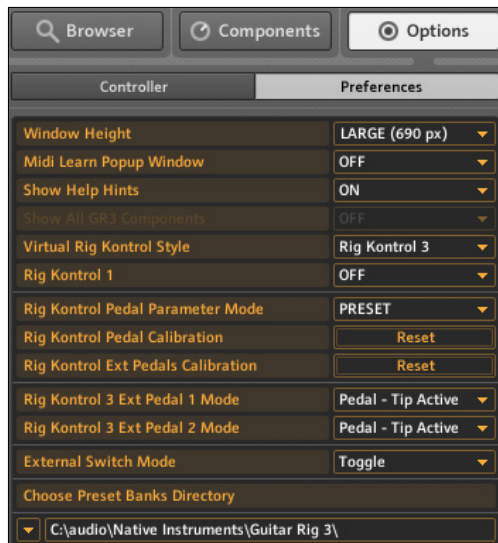 Browser Components Options
Controller Preferences
Window Height LARGE (690 px)
Midi Learn Popup Window OFF
Show Help Hints ON
Show All GR3 Components OFF
Virtual Rig Kontrol Style Rig Kontrol 3
Rig Kontrol 1 OFF
Rig Kontrol Pedal Parameter Mode PRESET
Rig Kontrol Pedal Calibration Reset
Rig Kontrol Ext Pedals Calibration Reset
Rig Kontrol 3 Ext Pedal 1 Mode Pedal - Tip Active
Rig Kontrol 3 Ext Pedal 2 Mode Pedal - Tip Active
External Switch Mode Toggle
Choose Preset Banks Directory
C:\audio\Native Instruments\Guitar Rig 3\